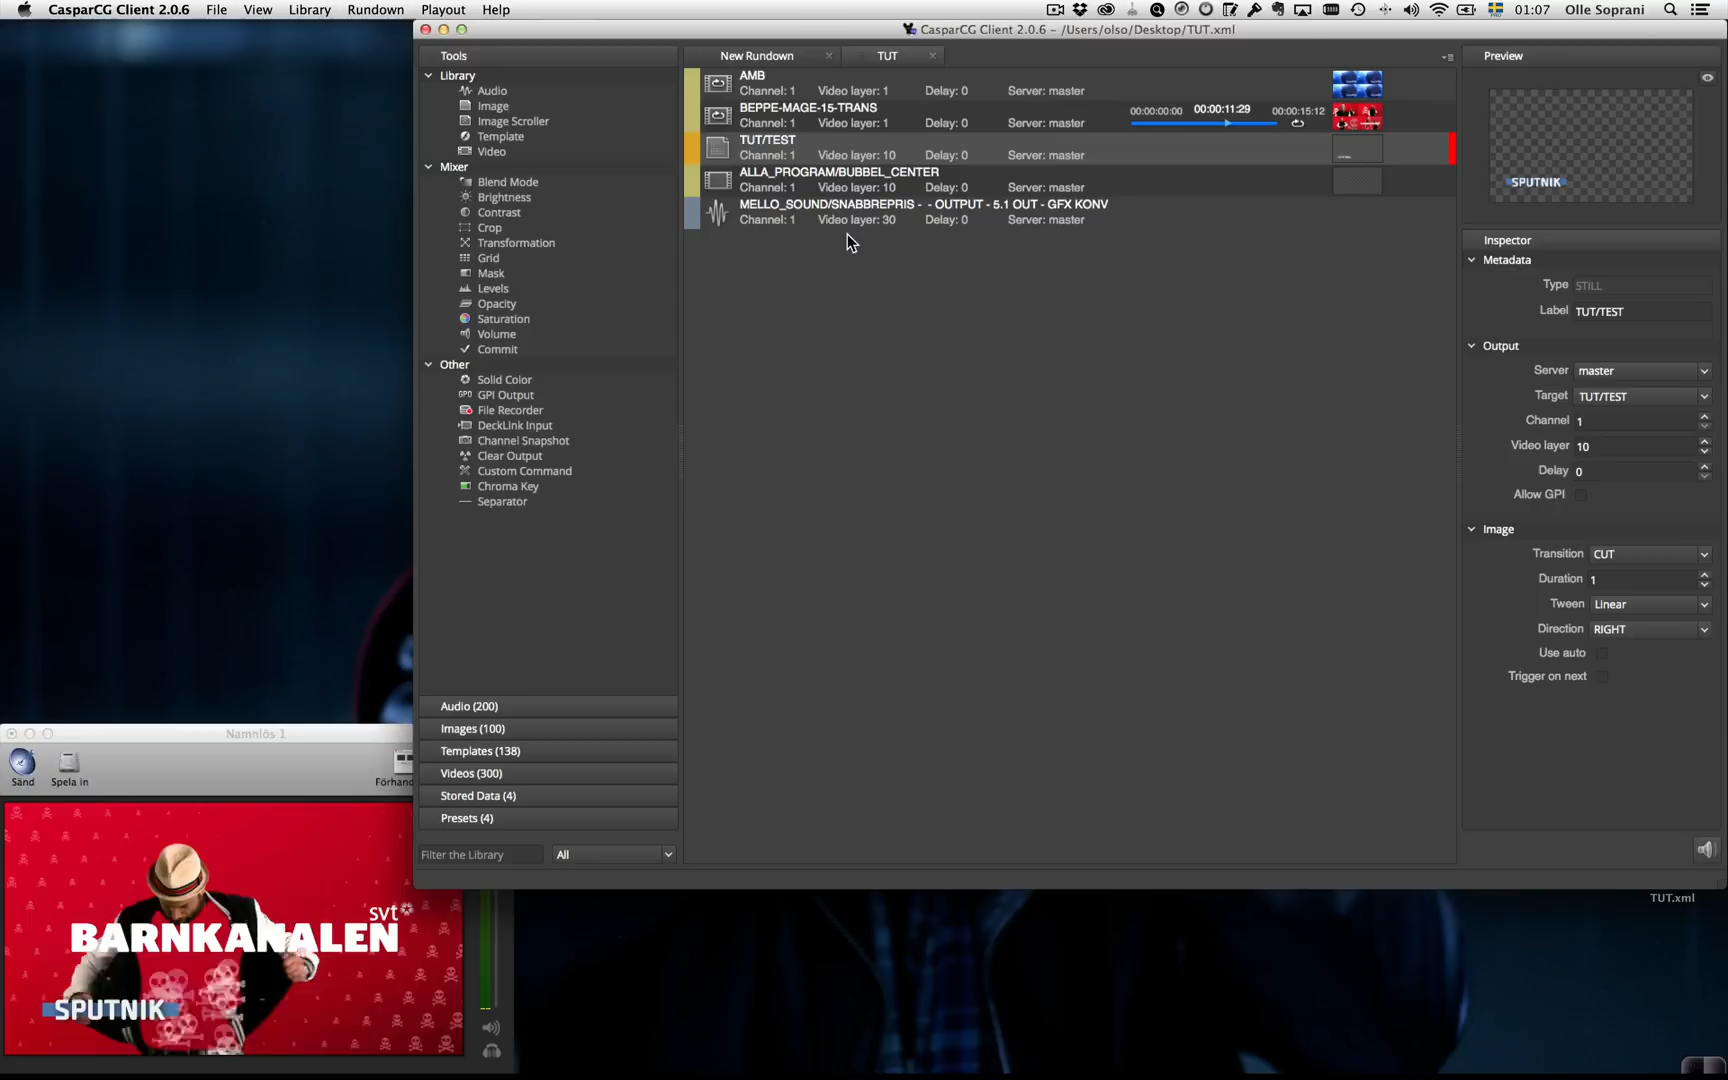 CasparCG Client 2.0.6 File View Library Rundown Playout Help 01:07 Olle Soprani
CasparCG Client 2.0.6 – /Users/olso/Desktop/TUT.xml
Tools
Library
Audio
Image
Image Scroller
Template
Video
Mixer
Blend Mode
Brightness
Contrast
Crop
Transformation
Grid
Mask
Levels
Opacity
Saturation
Volume
Commit
Other
Solid Color
GPO GPI Output
File Recorder
DeckLink Input
Channel Snapshot
Clear Output
Custom Command
Chroma Key
Separator
Audio (200)
Images (100)
Templates (138)
Videos (300)
Stored Data (4)
Presets (4)
Filter the Library All
New Rundown TUT
AMB
Channel: 1 Video layer: 1 Delay: 0 Server: master
BEPPE-MAGE-15-TRANS
Channel: 1 Video layer: 1 Delay: 0 Server: master
00:00:00:00 00:00:11:29 00:00:15:12
TUT/TEST
Channel: 1 Video layer: 10 Delay: 0 Server: master
ALLA_PROGRAM/BUBBEL_CENTER
Channel: 1 Video layer: 10 Delay: 0 Server: master
MELLO_SOUND/SNABBREPRIS - - OUTPUT - 5.1 OUT - GFX KONV
Channel: 1 Video layer: 30 Delay: 0 Server: master
Preview
SPUTNIK
Inspector
Metadata
Type STILL
Label TUT/TEST
Output
Server master
Target TUT/TEST
Channel 1
Video layer 10
Delay 0
Allow GPI
Image
Transition CUT
Duration 1
Tween Linear
Direction RIGHT
Use auto
Trigger on next
TUT.xml
Namnlös 1
Sänd Spela in Förhand
svt
BARNKANALEN
SPUTNIK